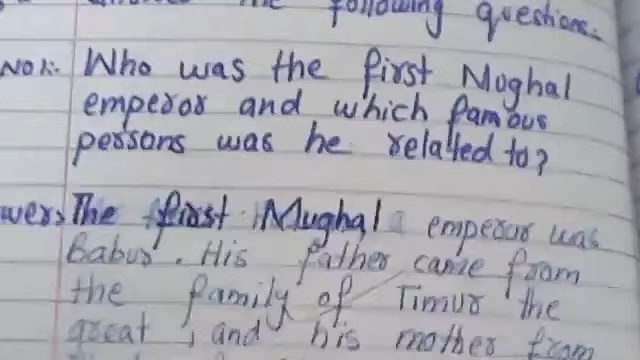 the following questions.
No 1:- Who was the first Mughal
emperor and which famous
persons was he related to?
wer:- The first Mughal emperor was
Babur. His father came from
the family of Timur the
great, and his mother from